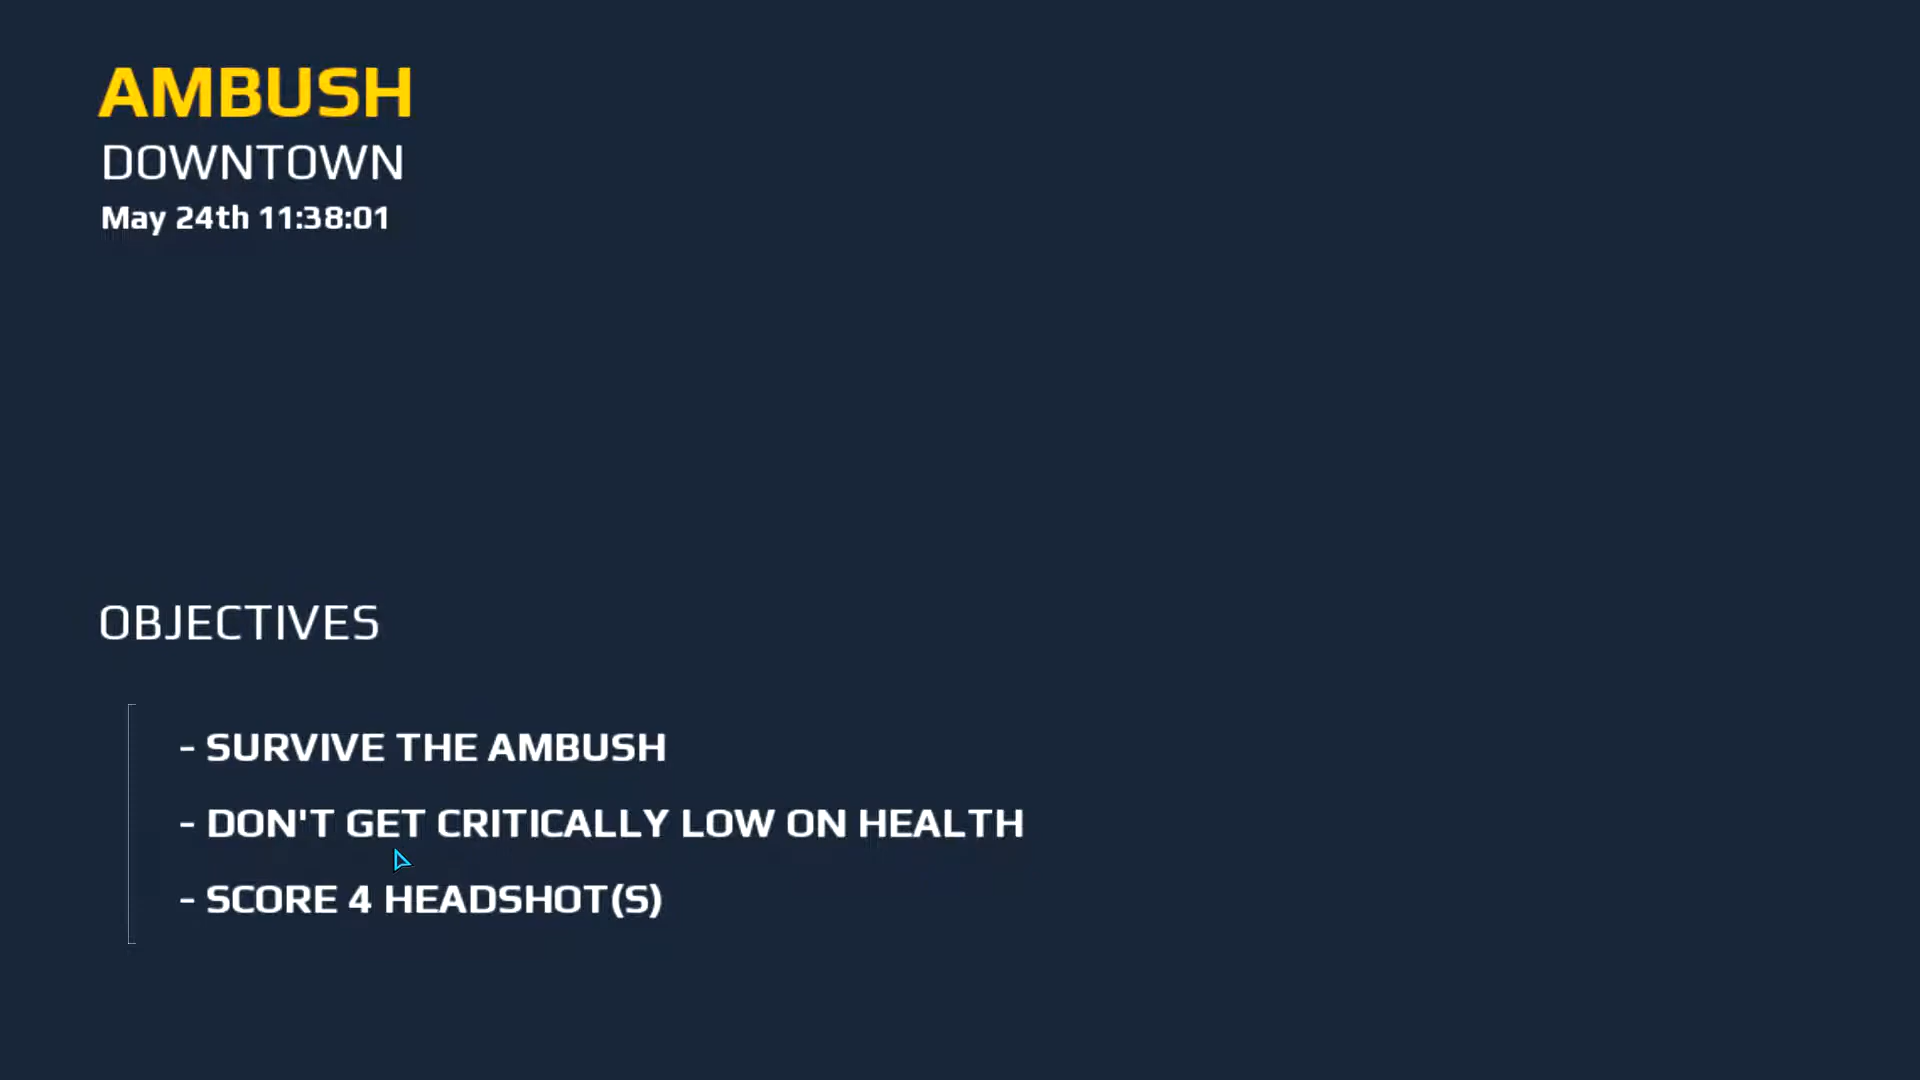 AMBUSH
DOWNTOWN
May 24th 11:38:01
OBJECTIVES
- SURVIVE THE AMBUSH
- DON'T GET CRITICALLY LOW ON HEALTH
- SCORE 4 HEADSHOT(S)